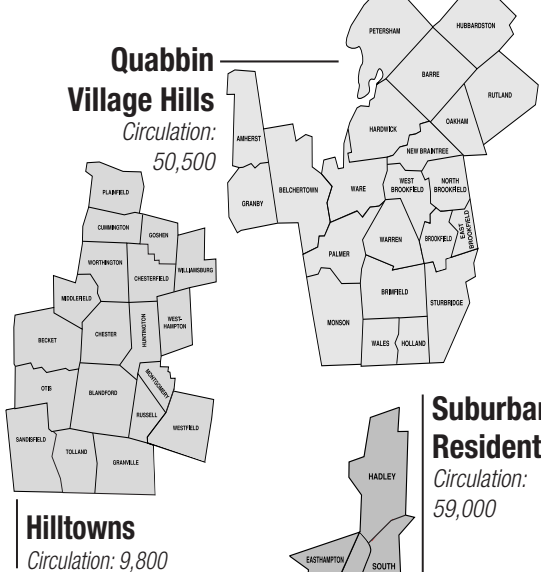 Quabbin
Village Hills
Circulation:
50,500
PETERSHAM
HUBBARDSTON
BARRE
RUTLAND
HARDWICK
OAKHAM
NEW BRAINTREE
AMHERST
GRANBY
BELCHERTOWN
WARE
WEST
BROOKFIELD
NORTH
BROOKFIELD
EAST
BROOKFIELD
BROOKFIELD
WARREN
PALMER
BRIMFIELD
STURBRIDGE
MONSON
WALES
HOLLAND
PLAINFIELD
CUMMINGTON
GOSHEN
WORTHINGTON
CHESTERFIELD
WILLIAMSBURG
MIDDLEFIELD
BECKET
CHESTER
HUNTINGTON
WEST-
HAMPTON
OTIS
BLANDFORD
MONTGOMERY
RUSSELL
WESTFIELD
SANDISFIELD
TOLLAND
GRANVILLE
Hilltowns
Circulation: 9,800
Suburban
Resident
Circulation:
59,000
HADLEY
EASTHAMPTON
SOUTH